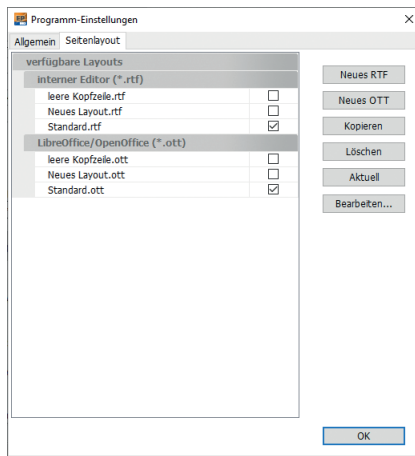 EP Programm-Einstellungen
Allgemein Seitenlayout
verfügbare Layouts
interner Editor (*.rtf)
leere Kopfzeile.rtf
Neues Layout.rtf
Standard.rtf
LibreOffice/OpenOffice (*.ott)
leere Kopfzeile.ott
Neues Layout.ott
Standard.ott
Neues RTF
Neues OTT
Kopieren
Löschen
Aktuell
Bearbeiten...
OK